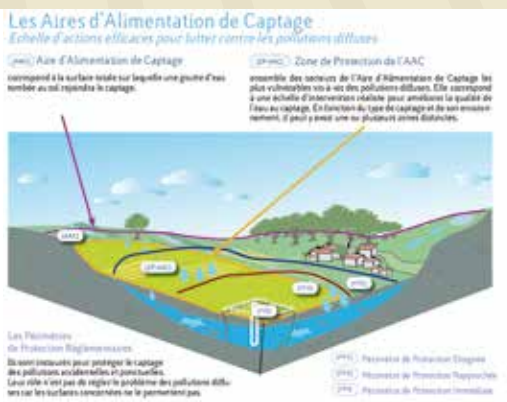 Les Aires d'Alimentation de Captage
Echelle d'actions efficaces pour lutter contre les pollutions diffuses
(AAC) Aire d'Alimentation de Captage
correspond à la surface totale sur laquelle une goutte d'eau
tombée au sol rejoindra le captage.
(ZP-AAC) Zone de Protection de l'AAC
ensemble des secteurs de l'Aire d'Alimentation de Captage les
plus vulnérables vis-à-vis des pollutions diffuses. Elle correspond
à une échelle d'intervention réaliste pour améliorer la qualité de
l'eau au captage. En fonction du type de captage et de son environ-
nement, il peut y avoir une ou plusieurs zones distinctes.
(AAC)
(ZP-AAC)
Les Périmètres
de Protection Réglementaires
Ils sont instaurés pour protéger le captage
des pollutions accidentelles et ponctuelles.
Leur rôle n'est pas de régler le problème des pollutions diffu-
ses car les surfaces concernées ne le permettent pas.
(PPE) Périmètre de Protection Eloignée
(PPR) Périmètre de Protection Rapprochée
(PPI) Périmètre de Protection Immédiate